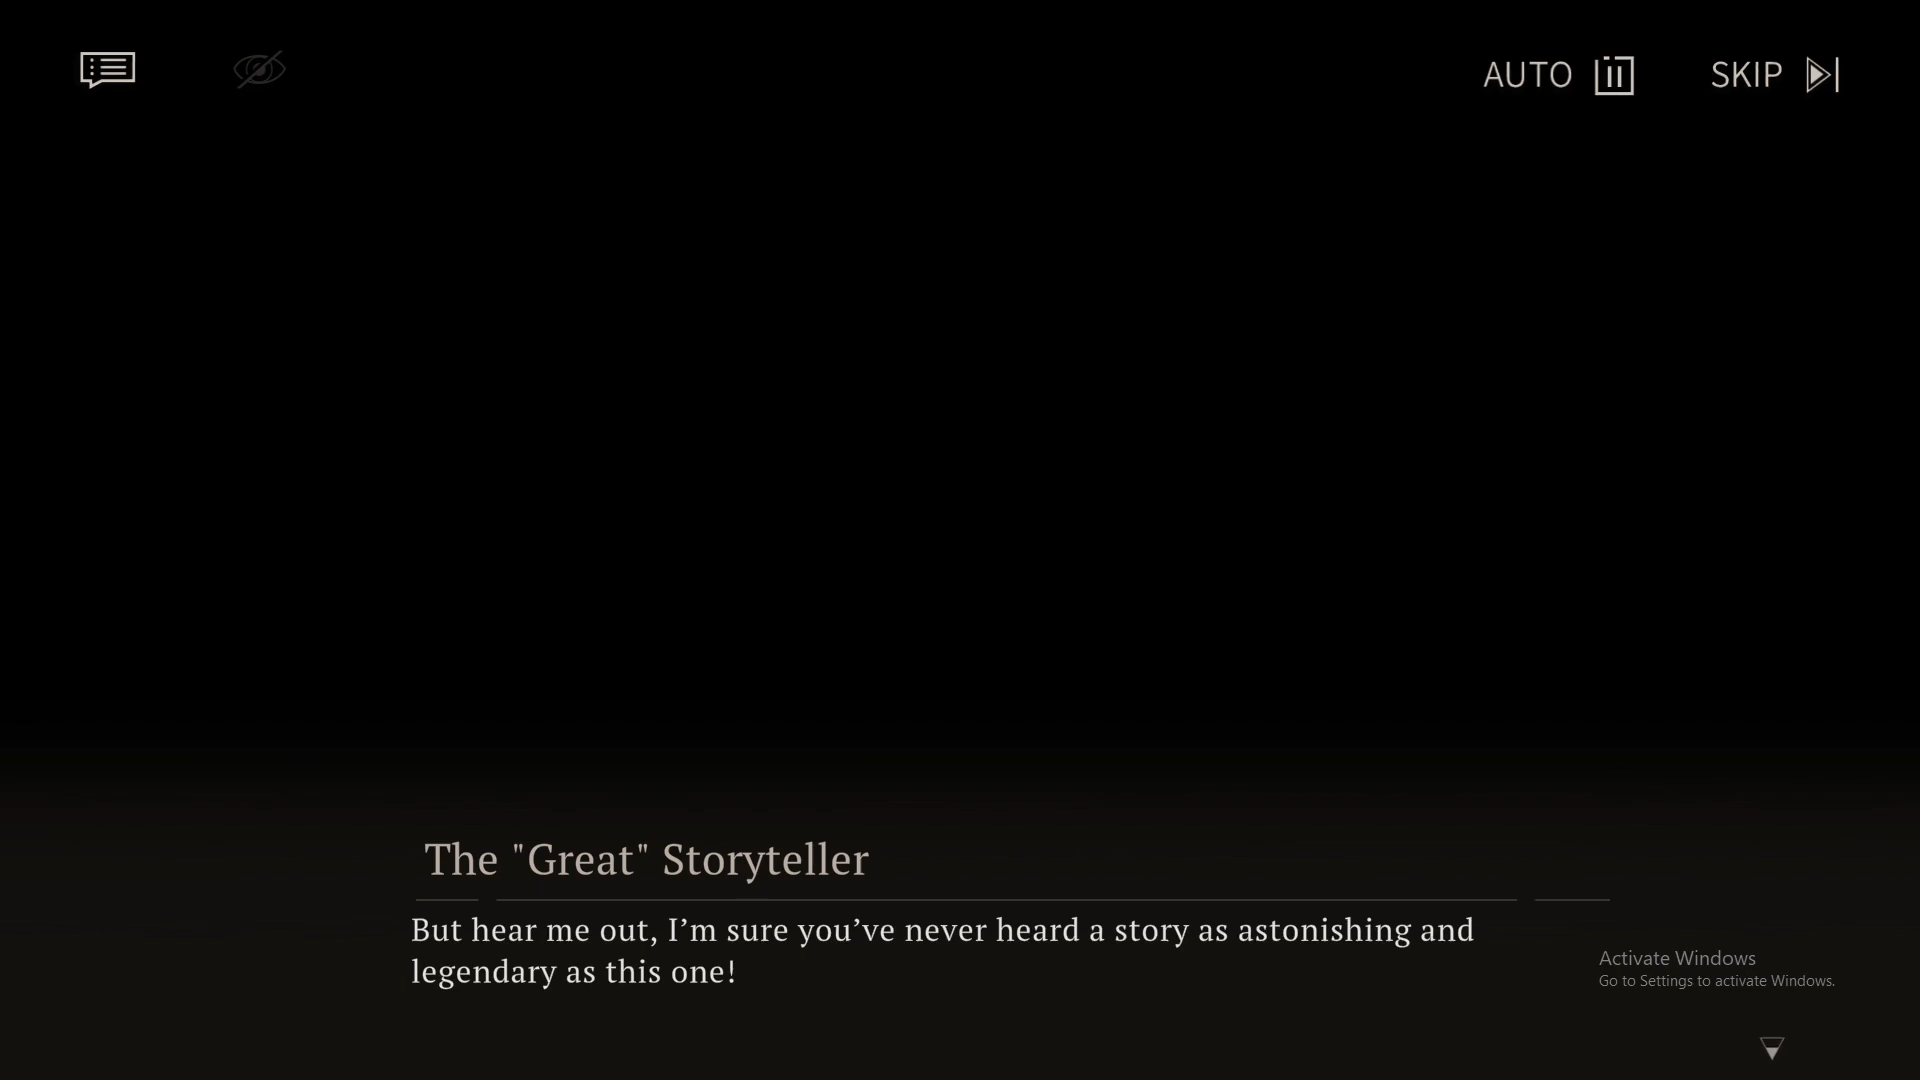 AUTO
SKIP
The "Great" Storyteller
But hear me out, I’m sure you’ve never heard a story as astonishing and
legendary as this one!
Activate Windows
Go to Settings to activate Windows.